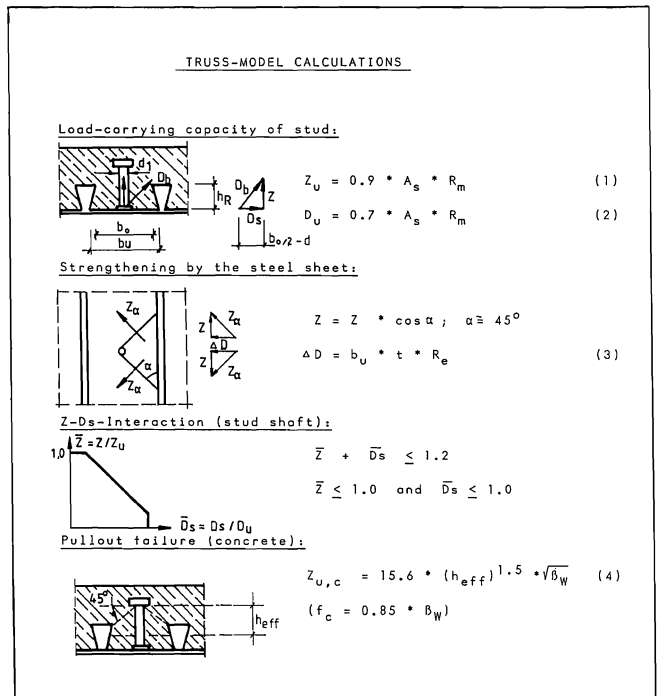 TRUSS-MODEL CALCULATIONS
Load-carrying capacity of stud:
d1
Db
hR
bo
bu
Db
Z
Ds
bo/2 - d
Zu = 0.9 * As * Rm (1)
Du = 0.7 * As * Rm (2)
Strengthening by the steel sheet:
Zα
Zα
α
Z
Zα
ΔD
Z
Zα
Z = Z * cosα ; α ≅ 45°
ΔD = bu * t * Re (3)
Z-Ds-Interaction (stud shaft):
1,0
Z̄ = Z/Zu
D̄s = Ds/Du
Z̄ + D̄s ≤ 1.2
Z̄ ≤ 1.0 and D̄s ≤ 1.0
Pullout failure (concrete):
45°
heff
Zu,c = 15.6 * (heff)^1.5 * √βW (4)
(fc = 0.85 * βW)